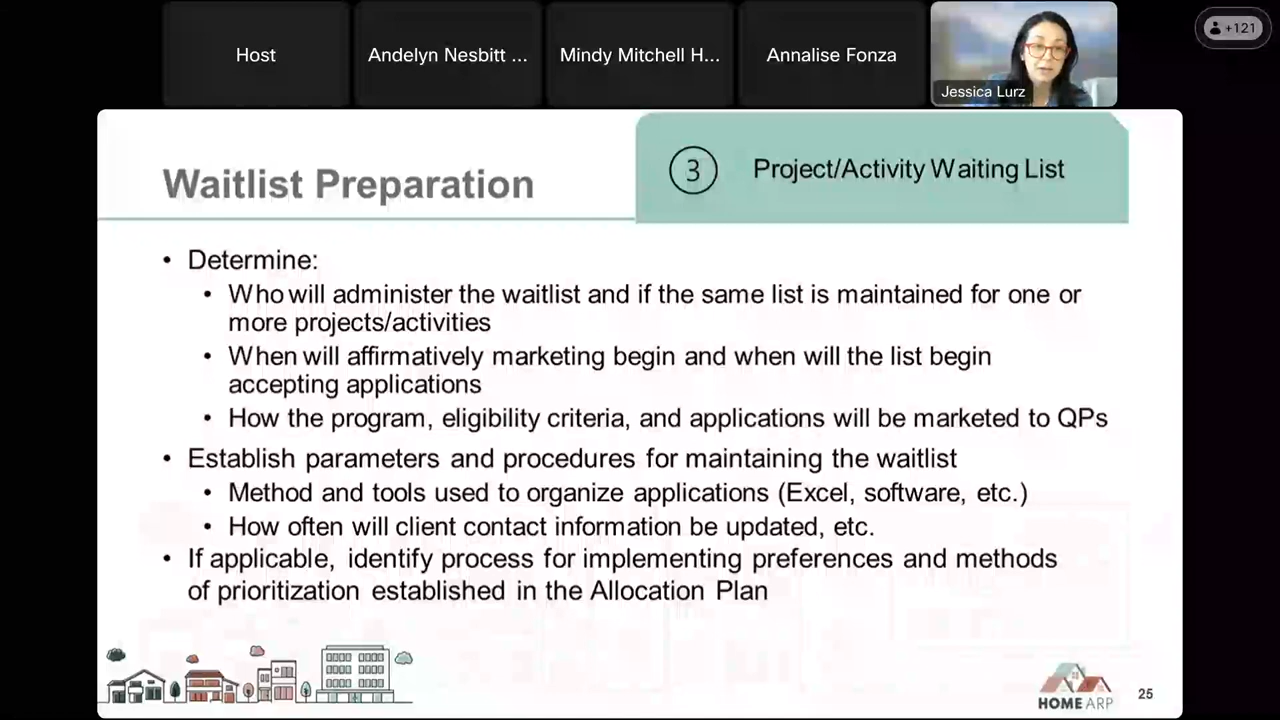 Host
Andelyn Nesbitt ...
Mindy Mitchell H...
Annalise Fonza
Jessica Lurz
+121
Waitlist Preparation
3
Project/Activity Waiting List
• Determine:
• Who will administer the waitlist and if the same list is maintained for one or
more projects/activities
• When will affirmatively marketing begin and when will the list begin
accepting applications
• How the program, eligibility criteria, and applications will be marketed to QPs
• Establish parameters and procedures for maintaining the waitlist
• Method and tools used to organize applications (Excel, software, etc.)
• How often will client contact information be updated, etc.
• If applicable, identify process for implementing preferences and methods
of prioritization established in the Allocation Plan
HOME ARP
25